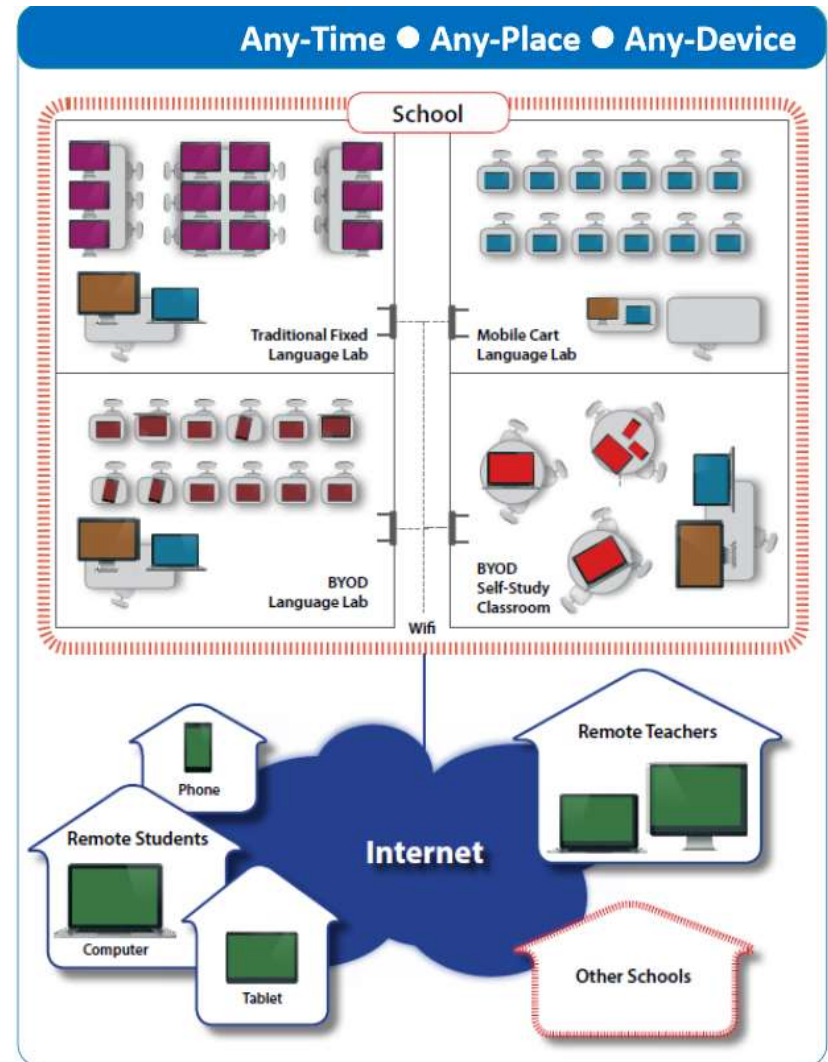 Any-Time ● Any-Place ● Any-Device
School
Traditional Fixed
Language Lab
Mobile Cart
Language Lab
BYOD
Language Lab
BYOD
Self-Study
Classroom
Wifi
Phone
Remote Students
Computer
Tablet
Internet
Remote Teachers
Other Schools